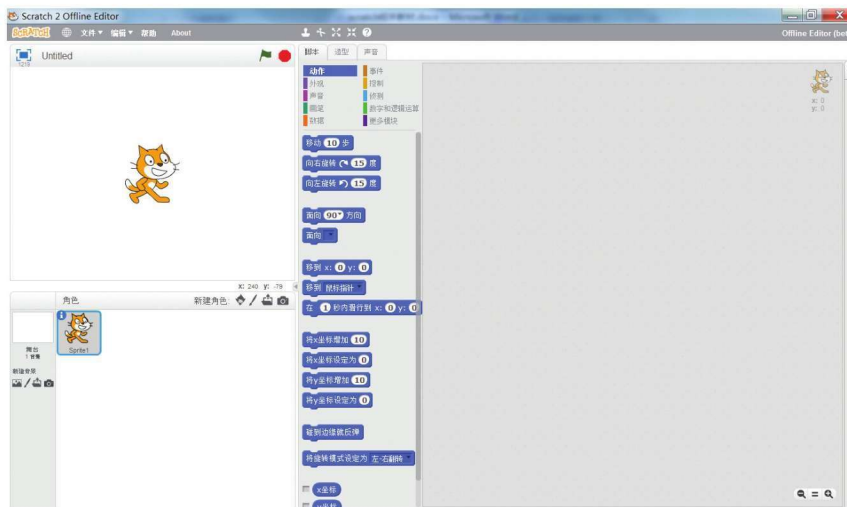 Scratch 2 Offline Editor
SCRATCH 文件▼ 编辑▼ 帮助 About
Offline Editor (bet
Untitled
脚本 造型 声音
动作 事件
外观 控制
声音 侦测
画笔 数字和逻辑运算
数据 更多模块
x: 0
y: 0
移动 10 步
向右旋转 15 度
向左旋转 15 度
面向 90▼ 方向
面向 ▼
移到 x: 0 y: 0
移到 鼠标指针 ▼
在 1 秒内滑行到 x: 0 y: 0
将x坐标增加 10
将x坐标设定为 0
将y坐标增加 10
将y坐标设定为 0
碰到边缘就反弹
将旋转模式设定为 左-右翻转 ▼
x坐标
y坐标
X: 240 y: -79
角色 新建角色:
Sprite1
舞台
1 背景
新建背景